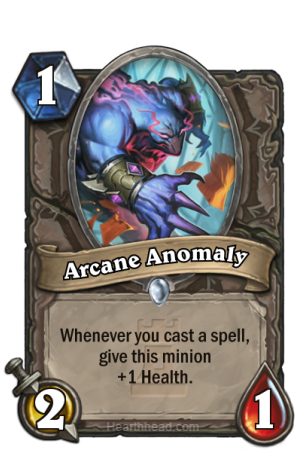 1
Arcane Anomaly
Whenever you cast a spell,
give this minion
+1 Health.
2
1
Hearthhead.com